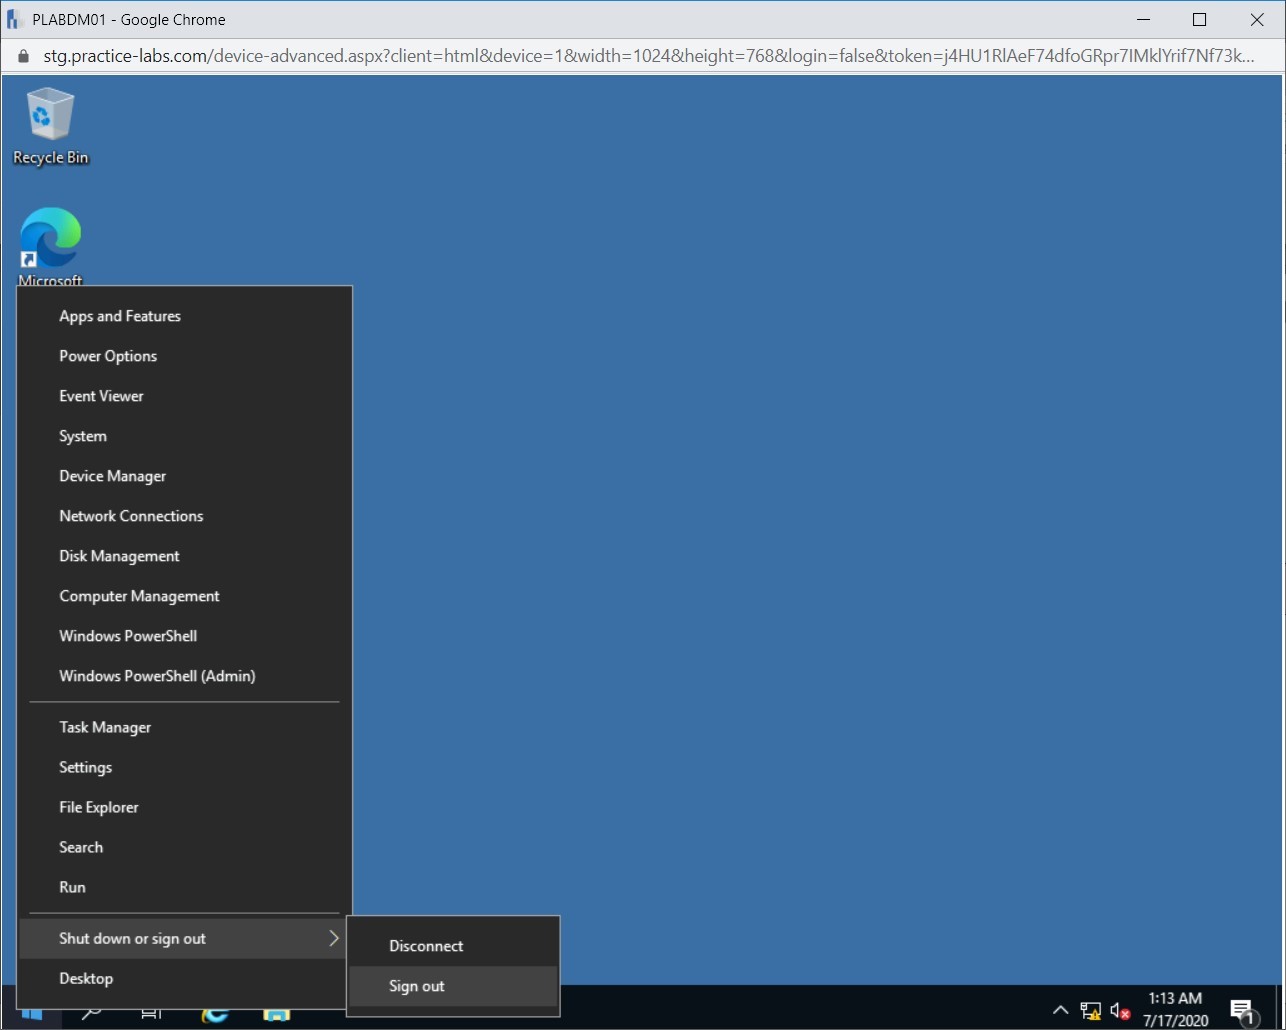 PLABDM01 - Google Chrome
stg.practice-labs.com/device-advanced.aspx?client=html&device=1&width=1024&height=768&login=false&token=j4HU1RlAeF74dfoGRpr7IMklYrif7Nf73k...
Recycle Bin
Microsoft
Apps and Features
Power Options
Event Viewer
System
Device Manager
Network Connections
Disk Management
Computer Management
Windows PowerShell
Windows PowerShell (Admin)
Task Manager
Settings
File Explorer
Search
Run
Shut down or sign out
Desktop
Disconnect
Sign out
1:13 AM
7/17/2020
1